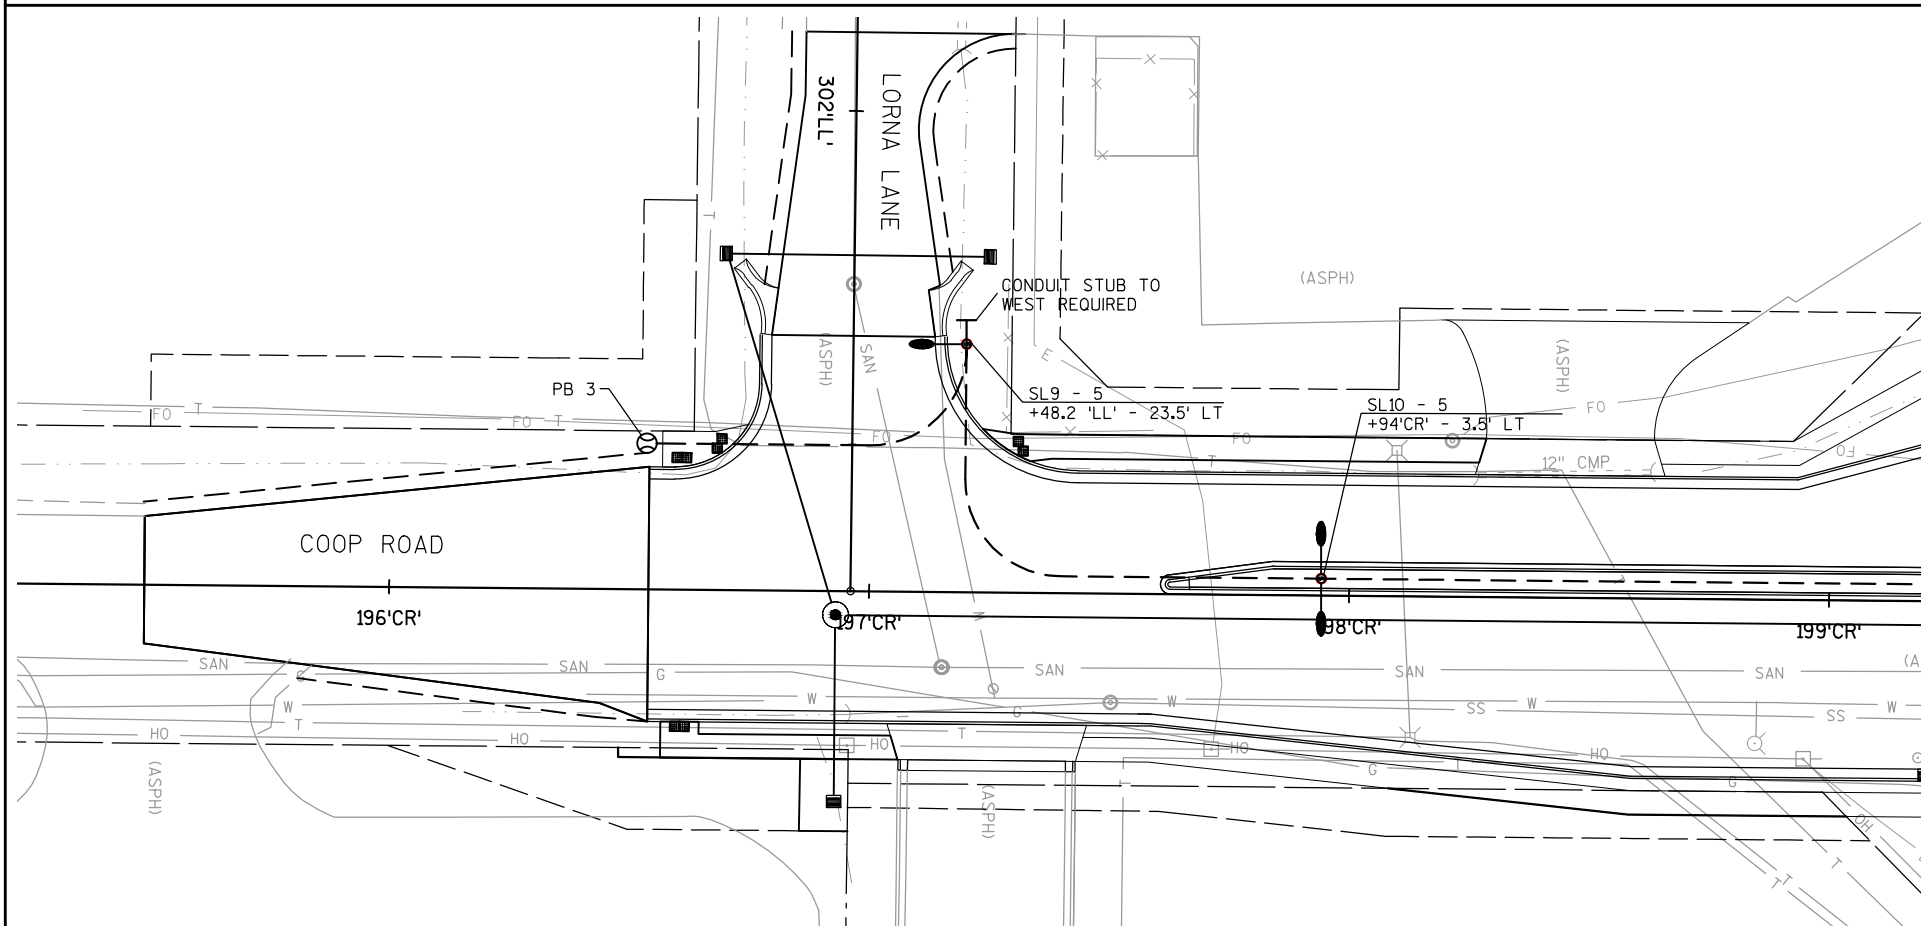 302'LL'
LORNA LANE
T
(ASPH)
CONDUIT STUB TO
WEST REQUIRED
(ASPH)
SAN
E
(ASPH)
PB 3
SL9 - 5
+48.2 'LL' - 23.5' LT
SL10 - 5
+94'CR' - 3.5' LT
FO
T
FO
T
FO
FO
FO
FO
T
12" CMP
COOP ROAD
196'CR'
197'CR'
98'CR'
199'CR'
SAN
SAN
SAN
SAN
SAN
(A
G
G
W
W
W
W
W
SS
SS
T
G
T
HO
HO
HO
HO
HO
G
T
G
(ASPH)
(ASPH)
T
HO
T
T
T